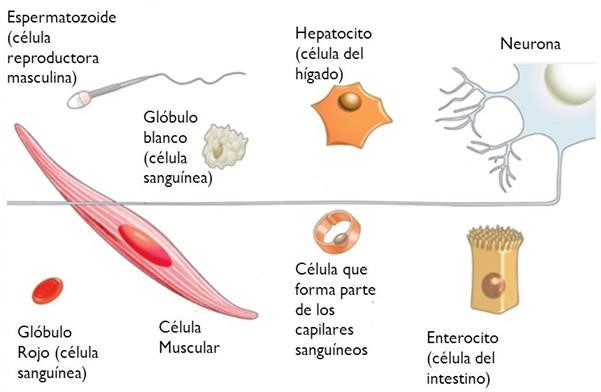 Espermatozoide
(célula
reproductora
masculina)
Glóbulo
blanco
(célula
sanguínea)
Hepatocito
(célula del
hígado)
Neurona
Glóbulo
Rojo (célula
sanguínea)
Célula
Muscular
Célula que
forma parte
de los
capilares
sanguíneos
Enterocito
(célula del
intestino)